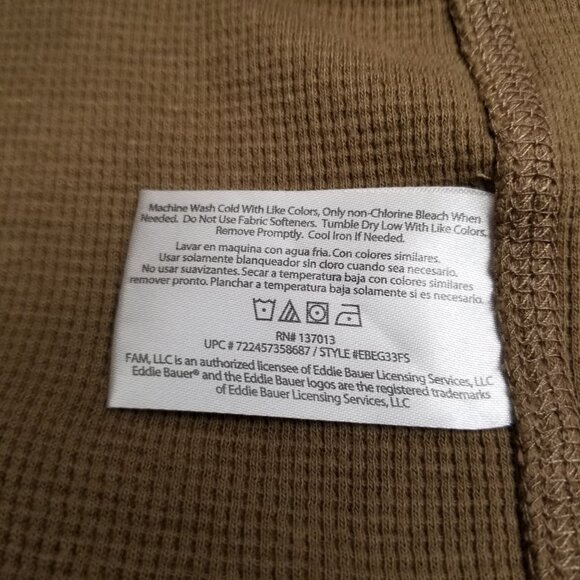 Machine Wash Cold With Like Colors, Only non-Chlorine Bleach When
Needed. Do Not Use Fabric Softeners. Tumble Dry Low With Like Colors,
Remove Promptly. Cool Iron If Needed.
Lavar en maquina con agua fria. Con colores similares.
Usar solamente blanqueador sin cloro cuando sea necesario.
No usar suavizantes. Secar a temperatura baja con colores similares,
remover pronto. Planchar a temperatura baja solamente si es necesario.
RN# 137013
UPC # 722457358687 / STYLE #EBEG33FS
FAM, LLC is an authorized licensee of Eddie Bauer Licensing Services, LLC
Eddie Bauer® and the Eddie Bauer logos are the registered trademarks
of Eddie Bauer Licensing Services, LLC